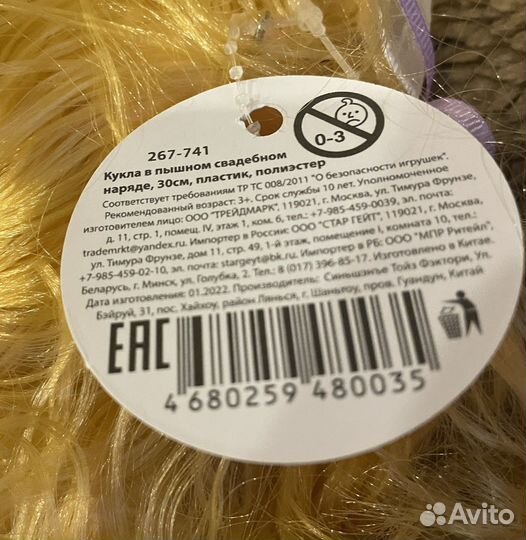 0-3
267-741
Кукла в пышном свадебном
наряде, 30см, пластик, полиэстер
Соответствует требованиям ТР ТС 008/2011 "О безопасности игрушек".
Рекомендованный возраст: 3+. Срок службы 10 лет. Уполномоченное
изготовителем лицо: ООО "ТРЕЙДМАРК", 119021, г. Москва, ул. Тимура Фрунзе,
д. 11, стр. 1, помещ. IV, этаж 1, ком. 6, тел.: +7-985-459-0039, эл. почта:
trademrkt@yandex.ru. Импортер в России: ООО "СТАР ГЕЙТ", 119021, г. Москва,
ул. Тимура Фрунзе, дом 11, стр. 49, 1-й этаж, помещение I, комната 10, тел.:
+7-985-459-02-10, эл. почта: stargeyt@bk.ru. Импортер в РБ: ООО "МПР Ритейл",
Беларусь, г. Минск, ул. Голубка, 2. Тел.: 8 (017) 396-85-17. Изготовлено в Китае.
Дата изготовления: 01.2022. Производитель: Синьшэнъе Тойз Фэктори, Ул.
Бэйруй, 31, пос. Хайхоу, район Линьси, г. Шаньтоу, пров. Гуандун, Китай
EAC
4 680259 480035
Avito